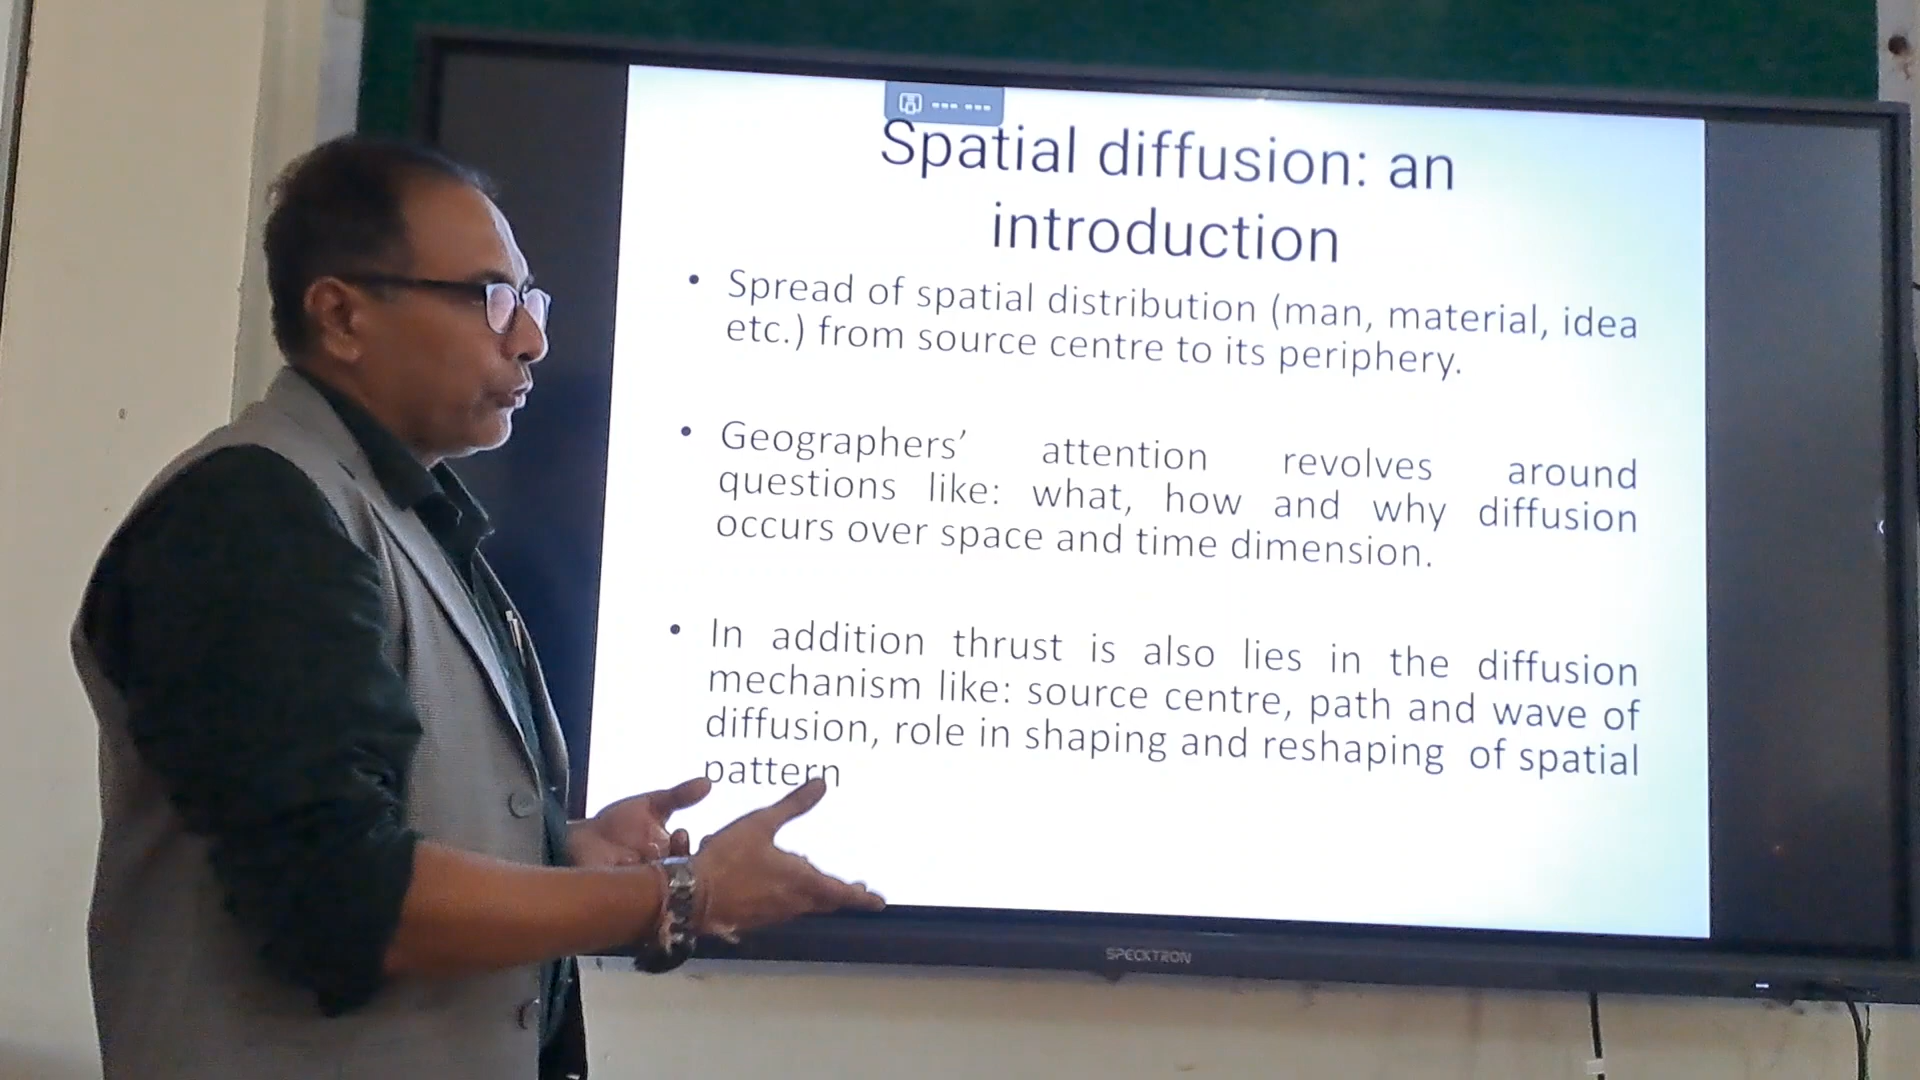 Spatial diffusion: an
introduction
• Spread of spatial distribution (man, material, idea
etc.) from source centre to its periphery.
• Geographers’ attention revolves around
questions like: what, how and why diffusion
occurs over space and time dimension.
• In addition thrust is also lies in the diffusion
mechanism like: source centre, path and wave of
diffusion, role in shaping and reshaping of spatial
pattern
SPECKTRON